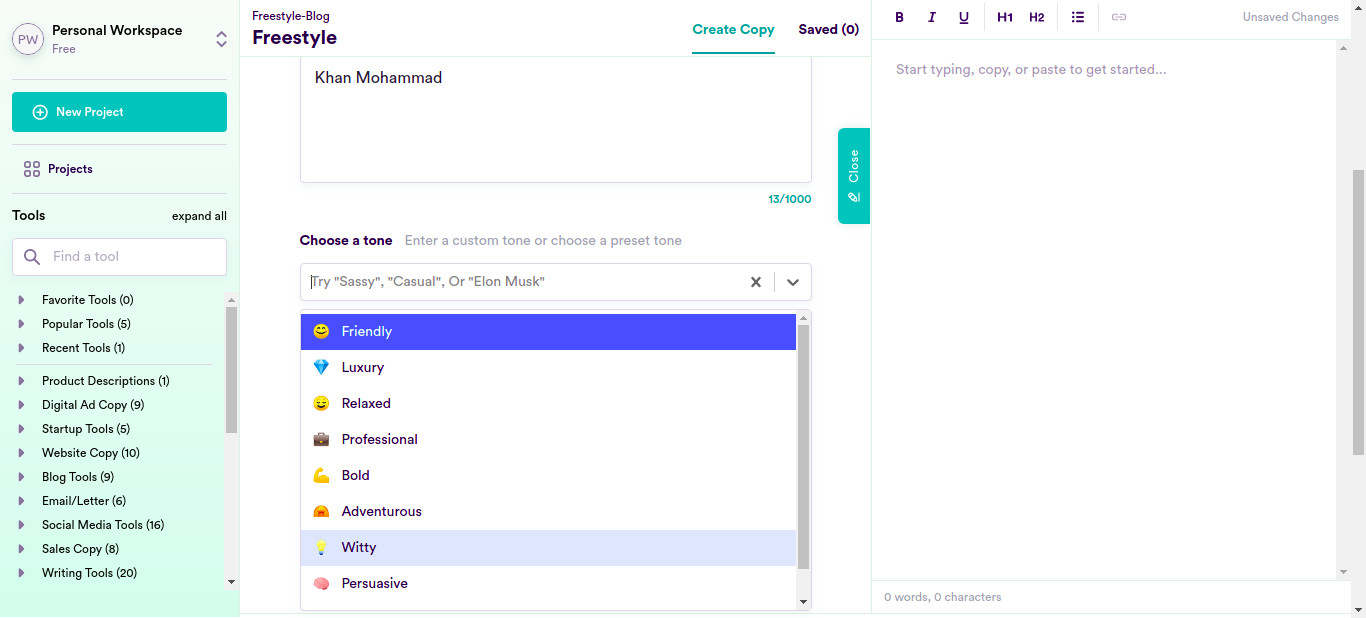 PW
Personal Workspace
Free
New Project
Projects
Tools
expand all
Find a tool
Favorite Tools (0)
Popular Tools (5)
Recent Tools (1)
Product Descriptions (1)
Digital Ad Copy (9)
Startup Tools (5)
Website Copy (10)
Blog Tools (9)
Email/Letter (6)
Social Media Tools (16)
Sales Copy (8)
Writing Tools (20)
Freestyle-Blog
Freestyle
Create Copy
Saved (0)
Khan Mohammad
13/1000
Close
Choose a tone Enter a custom tone or choose a preset tone
Try "Sassy", "Casual", Or "Elon Musk"
Friendly
Luxury
Relaxed
Professional
Bold
Adventurous
Witty
Persuasive
B I U H1 H2
Unsaved Changes
Start typing, copy, or paste to get started...
0 words, 0 characters